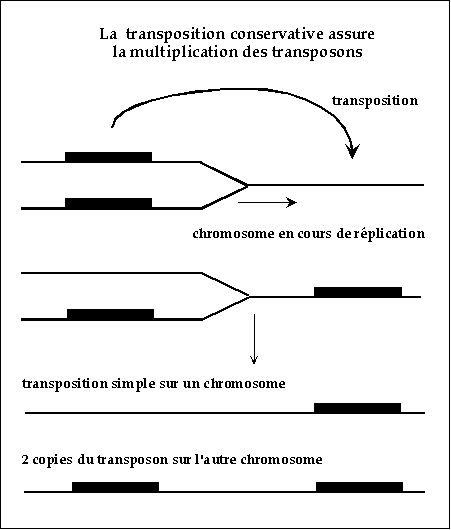 La transposition conservative assure
la multiplication des transposons
transposition
chromosome en cours de réplication
transposition simple sur un chromosome
2 copies du transposon sur l'autre chromosome